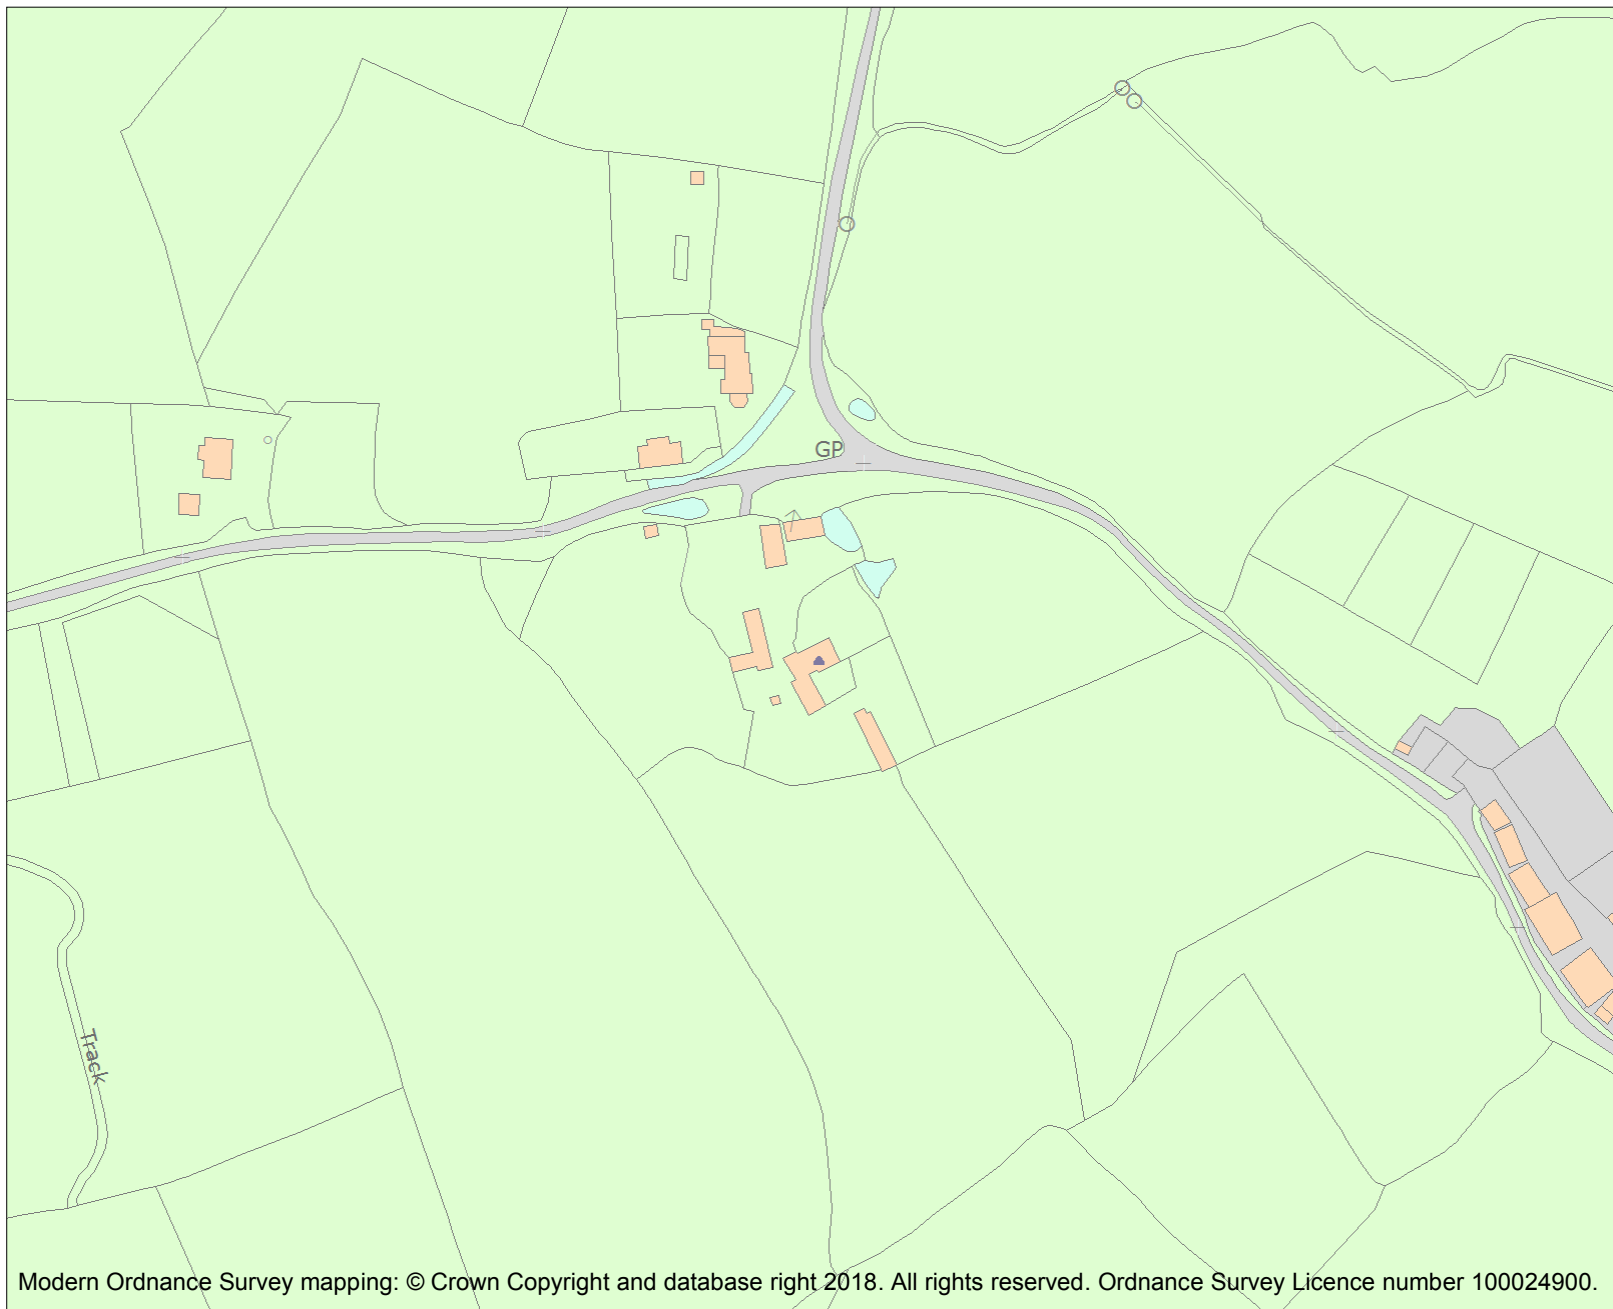 GP
Track
Modern Ordnance Survey mapping: © Crown Copyright and database right 2018. All rights reserved. Ordnance Survey Licence number 100024900.